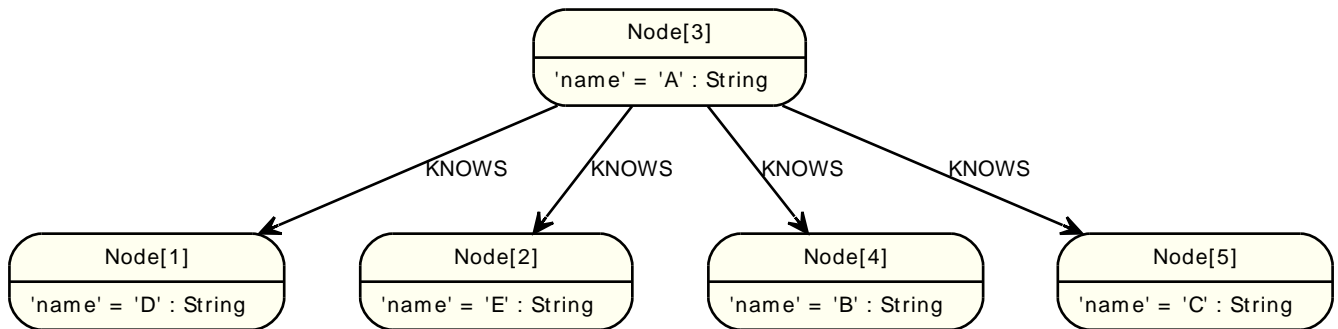 Node[3]
'name' = 'A' : String
KNOWS KNOWS KNOWS KNOWS
Node[1] Node[2] Node[4] Node[5]
'name' = 'D' : String 'name' = 'E' : String 'name' = 'B' : String 'name' = 'C' : String